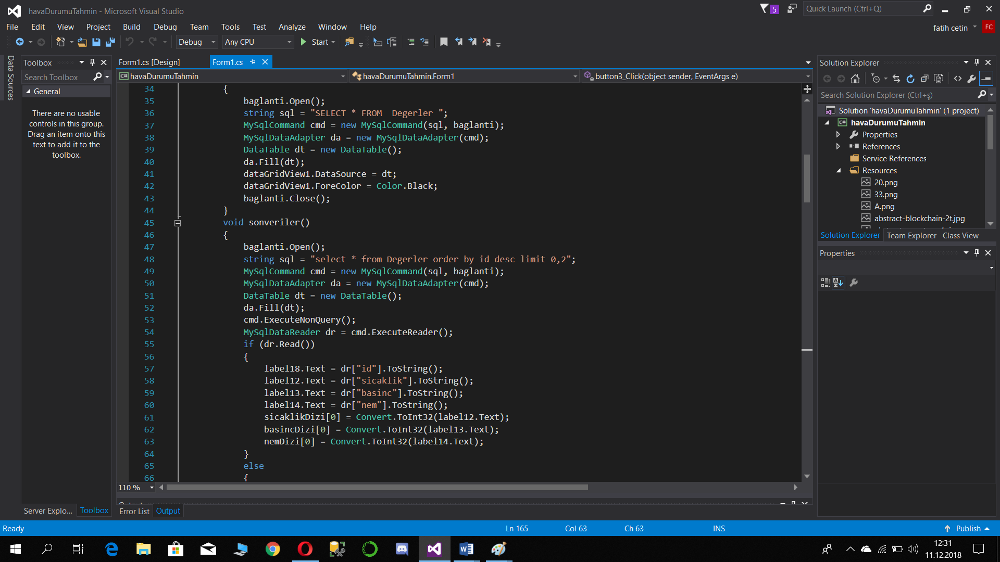 havaDurumuTahmin - Microsoft Visual Studio
5
Quick Launch (Ctrl+Q)
File Edit View Project Build Debug Team Tools Test Analyze Window Help
fatih cetin FC
Debug Any CPU Start
Data Sources
Toolbox
Search Toolbox
General
There are no usable
controls in this group.
Drag an item onto this
text to add it to the
toolbox.
Server Explo... Toolbox
Form1.cs [Design] Form1.cs
C# havaDurumuTahmin havaDurumuTahmin.Form1 button3_Click(object sender, EventArgs e)
34 {
35 baglanti.Open();
36 string sql = "SELECT * FROM  Degerler ";
37 MySqlCommand cmd = new MySqlCommand(sql, baglanti);
38 MySqlDataAdapter da = new MySqlDataAdapter(cmd);
39 DataTable dt = new DataTable();
40 da.Fill(dt);
41 dataGridView1.DataSource = dt;
42 dataGridView1.ForeColor = Color.Black;
43 baglanti.Close();
44 }
45 void sonveriler()
46 {
47 baglanti.Open();
48 string sql = "select * from Degerler order by id desc limit 0,2";
49 MySqlCommand cmd = new MySqlCommand(sql, baglanti);
50 MySqlDataAdapter da = new MySqlDataAdapter(cmd);
51 DataTable dt = new DataTable();
52 da.Fill(dt);
53 cmd.ExecuteNonQuery();
54 MySqlDataReader dr = cmd.ExecuteReader();
55 if (dr.Read())
56 {
57 label18.Text = dr["id"].ToString();
58 label12.Text = dr["sicaklik"].ToString();
59 label13.Text = dr["basinc"].ToString();
60 label14.Text = dr["nem"].ToString();
61 sicaklikDizi[0] = Convert.ToInt32(label12.Text);
62 basincDizi[0] = Convert.ToInt32(label13.Text);
63 nemDizi[0] = Convert.ToInt32(label14.Text);
64 }
65 else
66 {
110 %
Output
Error List Output
Solution Explorer
Search Solution Explorer (Ctrl+ş)
Solution 'havaDurumuTahmin' (1 project)
C# havaDurumuTahmin
Properties
References
Service References
Resources
20.png
33.png
A.png
abstract-blockchain-2t.jpg
Solution Explorer Team Explorer Class View
Properties
Ready Ln 165 Col 63 Ch 63 INS Publish
12:31
11.12.2018